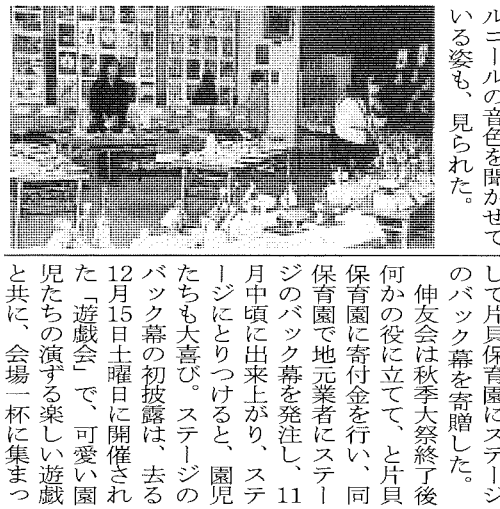 ルゴールの音色を聞かせて
いる姿も、見られた。
して片貝保育園にステージ
のバック幕を寄贈した。
伸友会は秋季大祭終了後
何かの役に立てて、と片貝
保育園に寄付金を行い、同
保育園で地元業者にステー
ジのバック幕を発注し、11
月中頃に出来上がり、ステ
ージにとりつけると、園児
たちも大喜び。ステージの
バック幕の初披露は、去る
12月15日土曜日に開催され
た「遊戯会」で、可愛い園
児たちの演ずる楽しい遊戯
と共に、会場一杯に集まっ